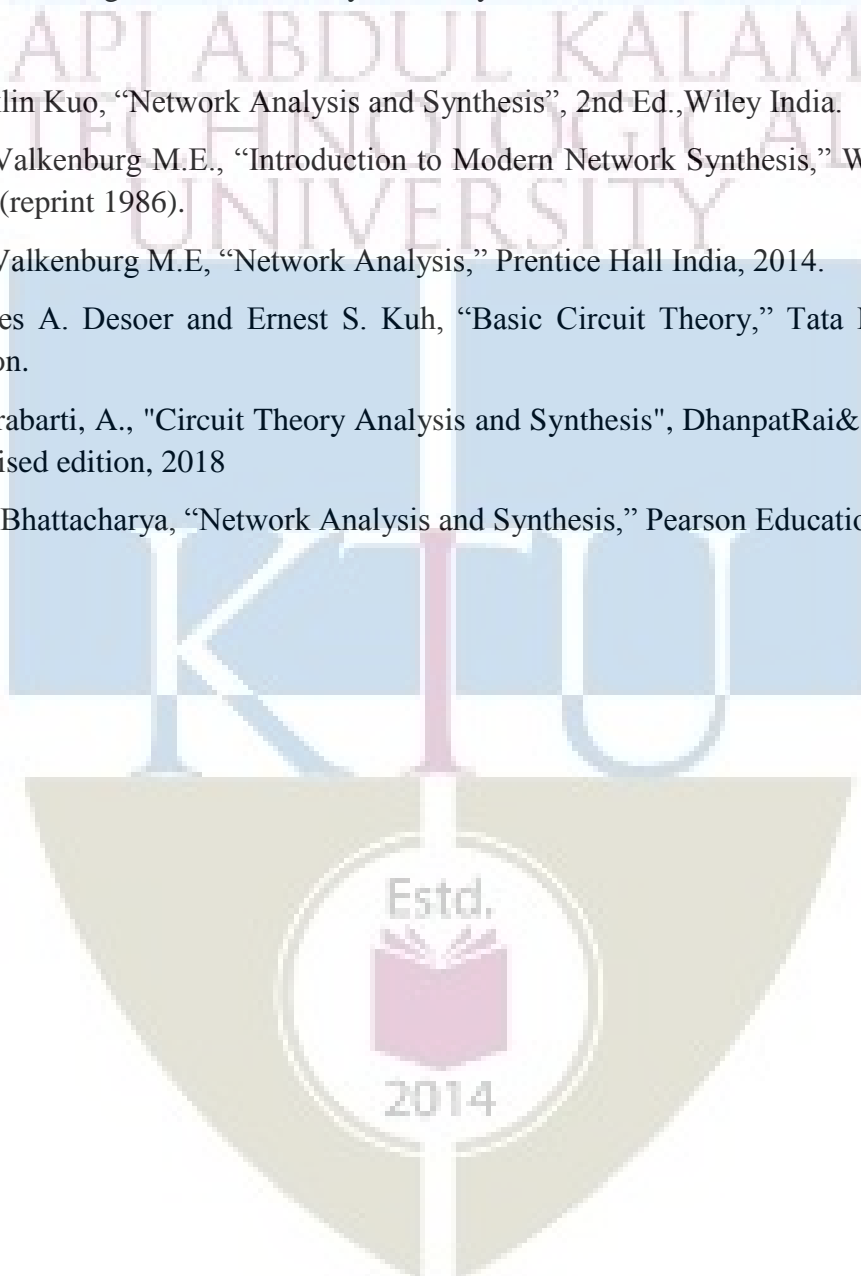 API ABDUL KALAM
TECHNOLOGICAL
UNIVERSITY
lin Kuo, “Network Analysis and Synthesis”, 2nd Ed.,Wiley India.
Valkenburg M.E., “Introduction to Modern Network Synthesis,” W
(reprint 1986).
Valkenburg M.E, “Network Analysis,” Prentice Hall India, 2014.
es A. Desoer and Ernest S. Kuh, “Basic Circuit Theory,” Tata
on.
rabarti, A., "Circuit Theory Analysis and Synthesis", DhanpatRai&
ised edition, 2018
Bhattacharya, “Network Analysis and Synthesis,” Pearson Educatio
KTU
Estd.
2014